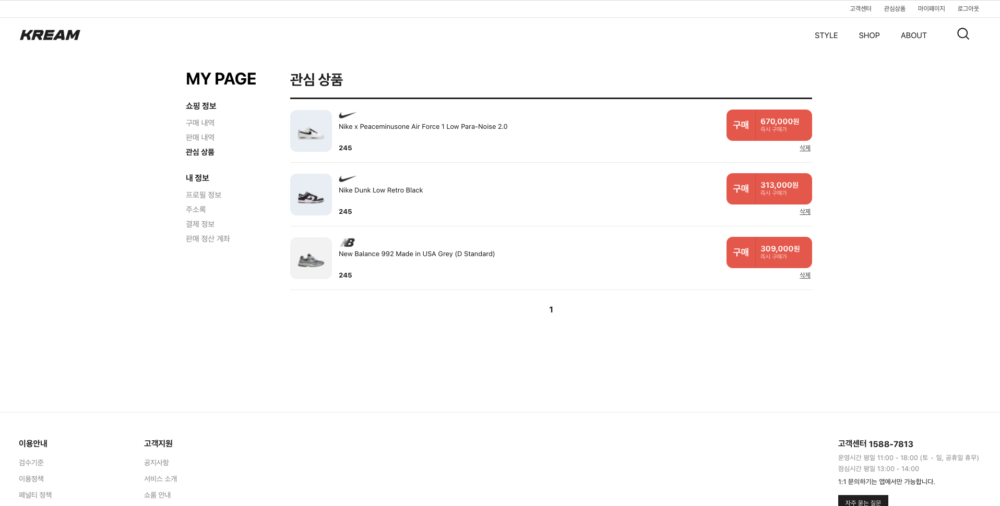 고객센터 관심상품 마이페이지 로그아웃
KREAM
STYLE SHOP ABOUT
MY PAGE
쇼핑 정보
구매 내역
판매 내역
관심 상품
내 정보
프로필 정보
주소록
결제 정보
판매 정산 계좌
관심 상품
Nike x Peaceminusone Air Force 1 Low Para-Noise 2.0
245
구매
670,000원
즉시 구매가
삭제
Nike Dunk Low Retro Black
245
구매
313,000원
즉시 구매가
삭제
NB
New Balance 992 Made in USA Grey (D Standard)
245
구매
309,000원
즉시 구매가
삭제
1
이용안내
검수기준
이용정책
페널티 정책
고객지원
공지사항
서비스 소개
쇼룸 안내
고객센터 1588-7813
운영시간 평일 11:00 - 18:00 (토 · 일, 공휴일 휴무)
점심시간 평일 13:00 - 14:00
1:1 문의하기는 앱에서만 가능합니다.
자주 묻는 질문